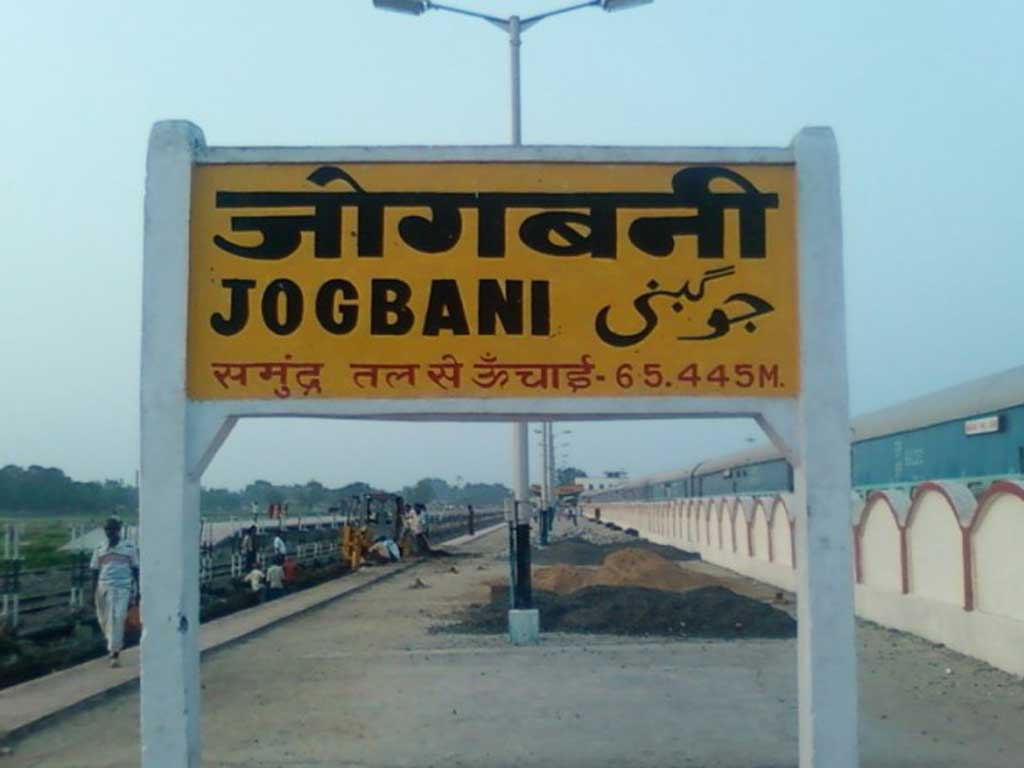 जोगबनी
JOGBANI جوگبنی
समुंद्र तल से ऊँचाई- 65.445M.